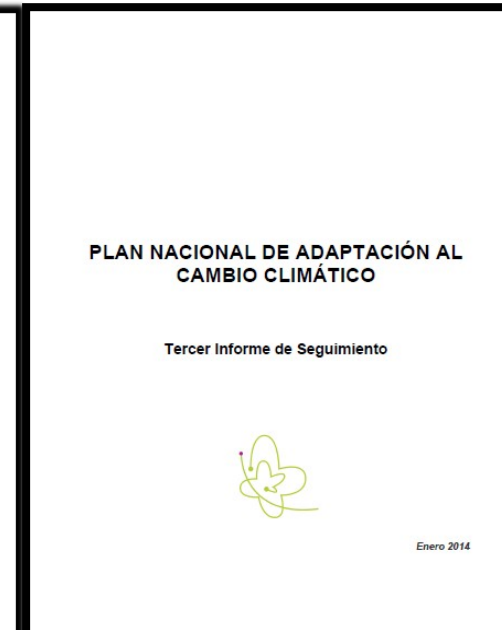 PLAN NACIONAL DE ADAPTACIÓN AL
CAMBIO CLIMÁTICO
Tercer Informe de Seguimiento
Enero 2014